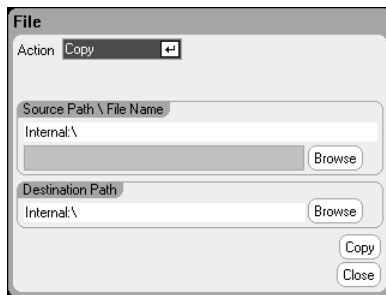 File
Action Copy
Source Path \ File Name
Internal:\
Browse
Destination Path
Internal:\ Browse
Copy
Close